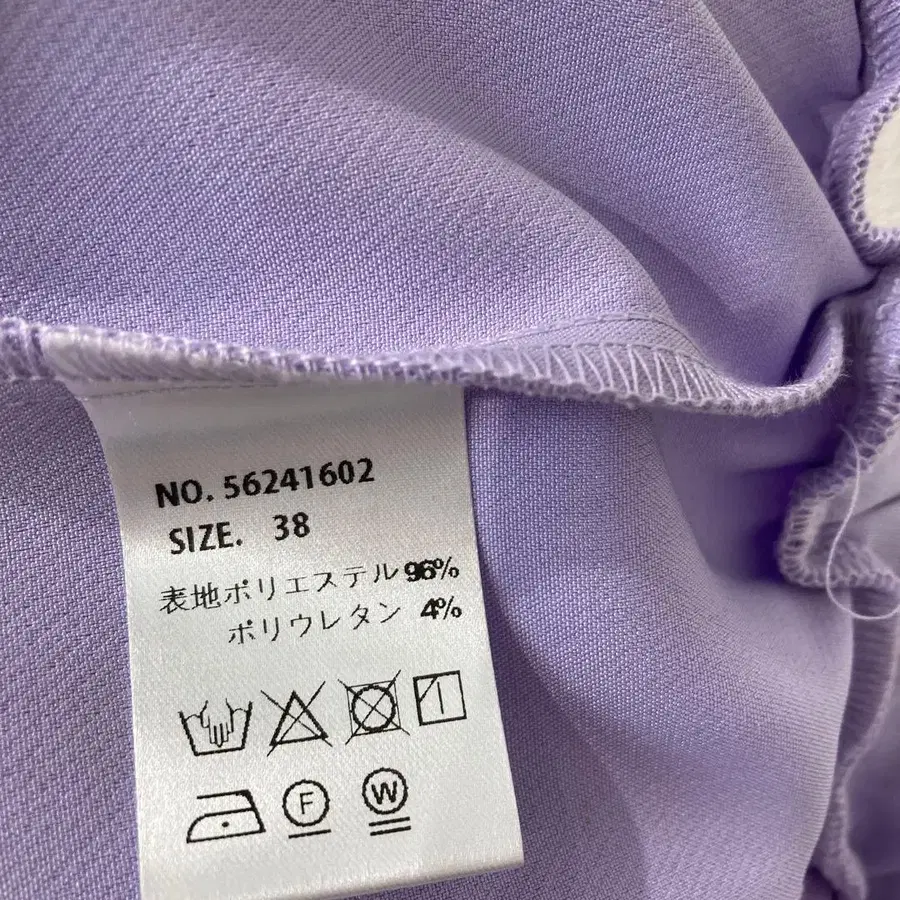 NO. 56241602
SIZE. 38
表地ポリエステル96%
ポリウレタン 4%
F
W